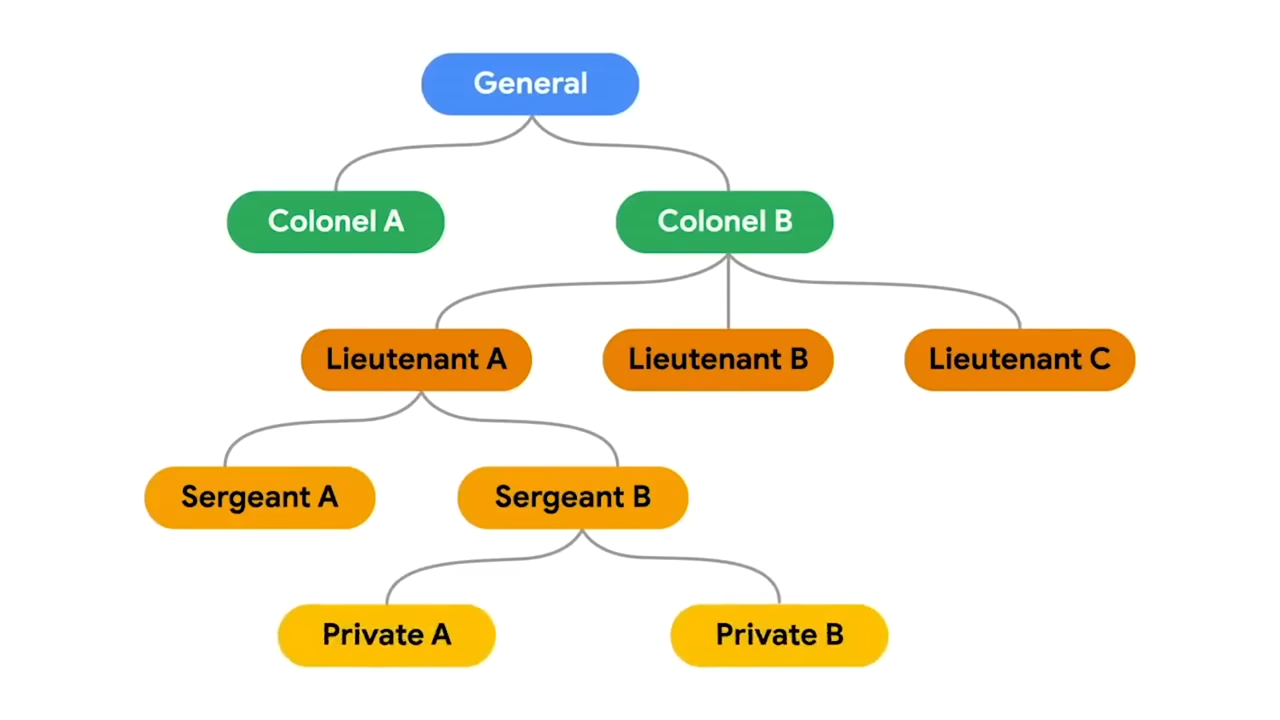 General
Colonel A
Colonel B
Lieutenant A
Lieutenant B
Lieutenant C
Sergeant A
Sergeant B
Private A
Private B